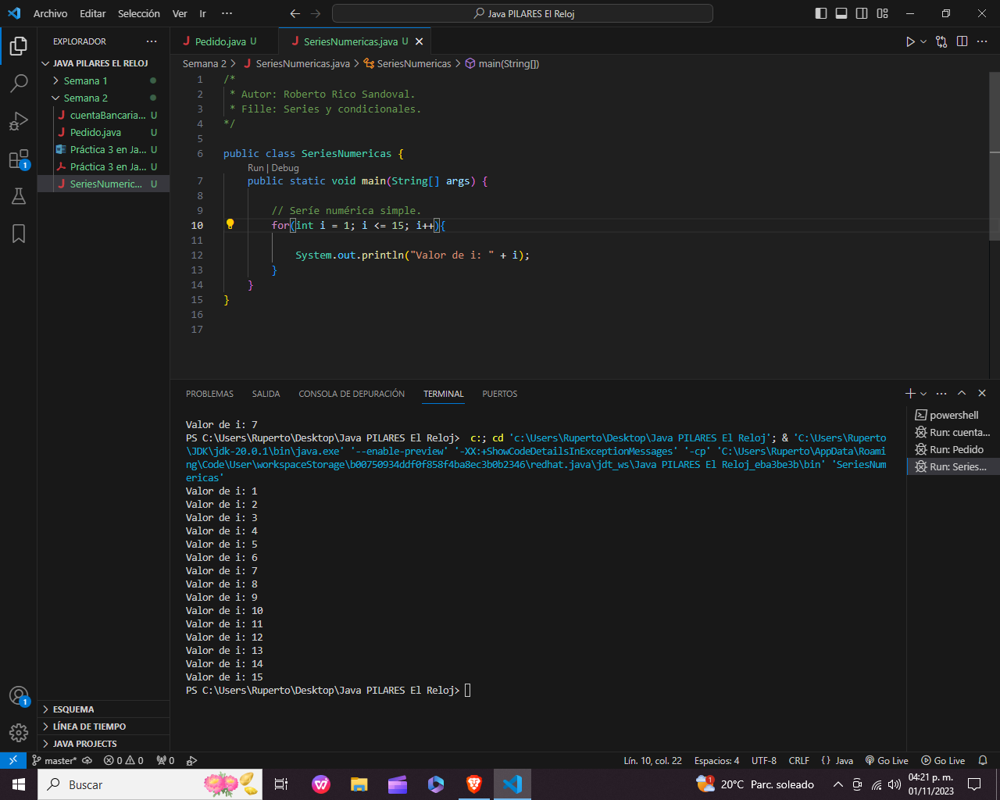 Archivo Editar Selección Ver Ir ···
Java PILARES El Reloj
EXPLORADOR ···
JAVA PILARES EL RELOJ
Semana 1
Semana 2
cuentaBancaria... U
Pedido.java U
Práctica 3 en Ja... U
Práctica 3 en Ja... U
SeriesNumeric... U
ESQUEMA
LÍNEA DE TIEMPO
JAVA PROJECTS
Pedido.java U
SeriesNumericas.java U
Semana 2 > SeriesNumericas.java > SeriesNumericas > main(String[])
1 /*
2 * Autor: Roberto Rico Sandoval.
3 * Fille: Series y condicionales.
4 */
5
6 public class SeriesNumericas {
Run | Debug
7 public static void main(String[] args) {
8
9 // Seríe numérica simple.
10 for(int i = 1; i <= 15; i++){
11
12 System.out.println("Valor de i: " + i);
13 }
14 }
15 }
16
17
PROBLEMAS SALIDA CONSOLA DE DEPURACIÓN TERMINAL PUERTOS
Valor de i: 7
PS C:\Users\Ruperto\Desktop\Java PILARES El Reloj> c:; cd 'c:\Users\Ruperto\Desktop\Java PILARES El Reloj'; & 'C:\Users\Ruperto
\JDK\jdk-20.0.1\bin\java.exe' '--enable-preview' '-XX:+ShowCodeDetailsInExceptionMessages' '-cp' 'C:\Users\Ruperto\AppData\Roami
ng\Code\User\workspaceStorage\b00750934ddf0f858f4ba8ec3b0b2346\redhat.java\jdt_ws\Java PILARES El Reloj_eba3be3b\bin' 'SeriesNum
ericas'
Valor de i: 1
Valor de i: 2
Valor de i: 3
Valor de i: 4
Valor de i: 5
Valor de i: 6
Valor de i: 7
Valor de i: 8
Valor de i: 9
Valor de i: 10
Valor de i: 11
Valor de i: 12
Valor de i: 13
Valor de i: 14
Valor de i: 15
PS C:\Users\Ruperto\Desktop\Java PILARES El Reloj>
powershell
Run: cuenta...
Run: Pedido
Run: Series...
1
1
master* 0 0 0
Lín. 10, col. 22 Espacios: 4 UTF-8 CRLF {} Java Go Live Go Live
Buscar
1
20°C Parc. soleado
04:21 p. m.
01/11/2023